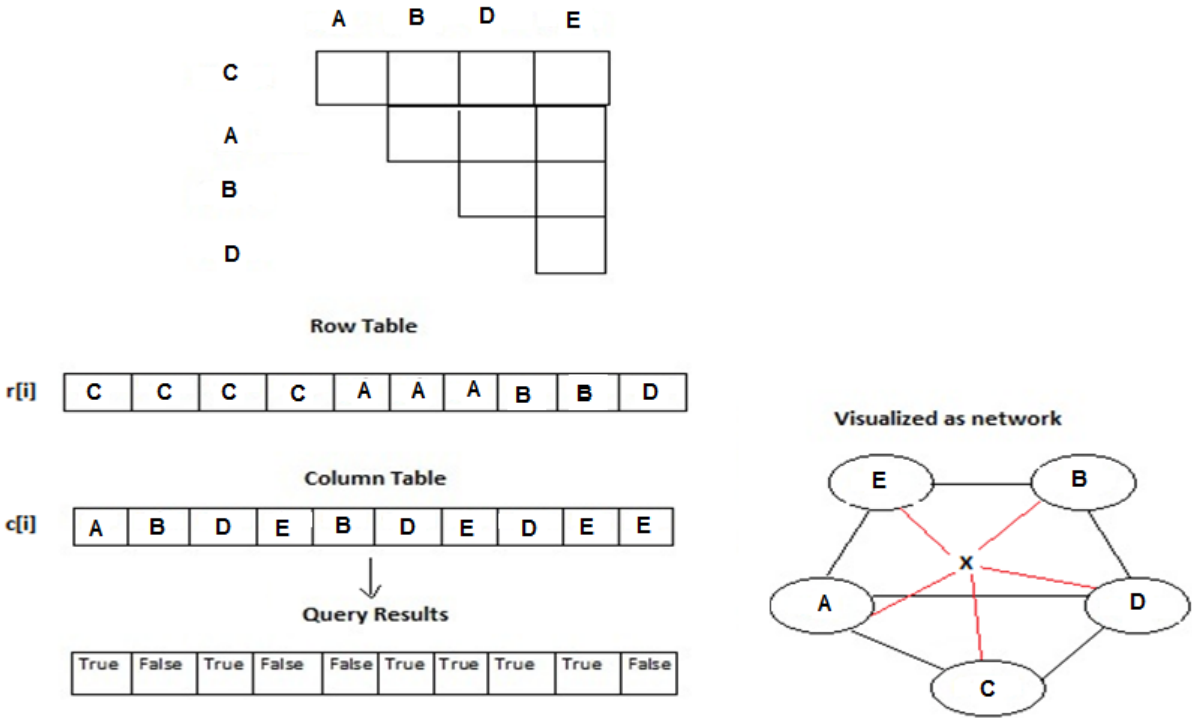 A B D E
C
A
B
D
Row Table
r[i] C C C C A A A B B D
Column Table
c[i] A B D E B D E D E E
Query Results
True False True False False True True True True False
Visualized as network
E B
X
A D
C